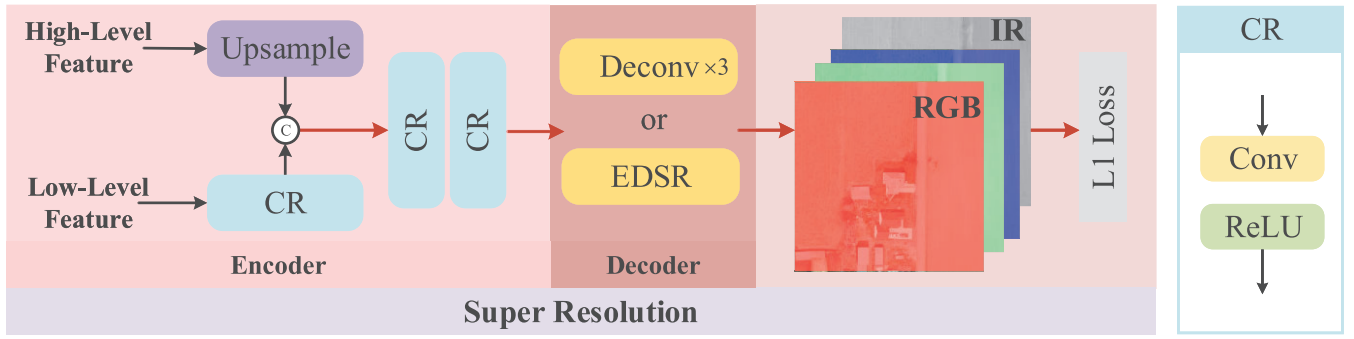 High-Level
Feature
Upsample
C
Low-Level
Feature
CR
CR
CR
Encoder
Deconv ×3
or
EDSR
Decoder
IR
RGB
L1 Loss
Super Resolution
CR
Conv
ReLU